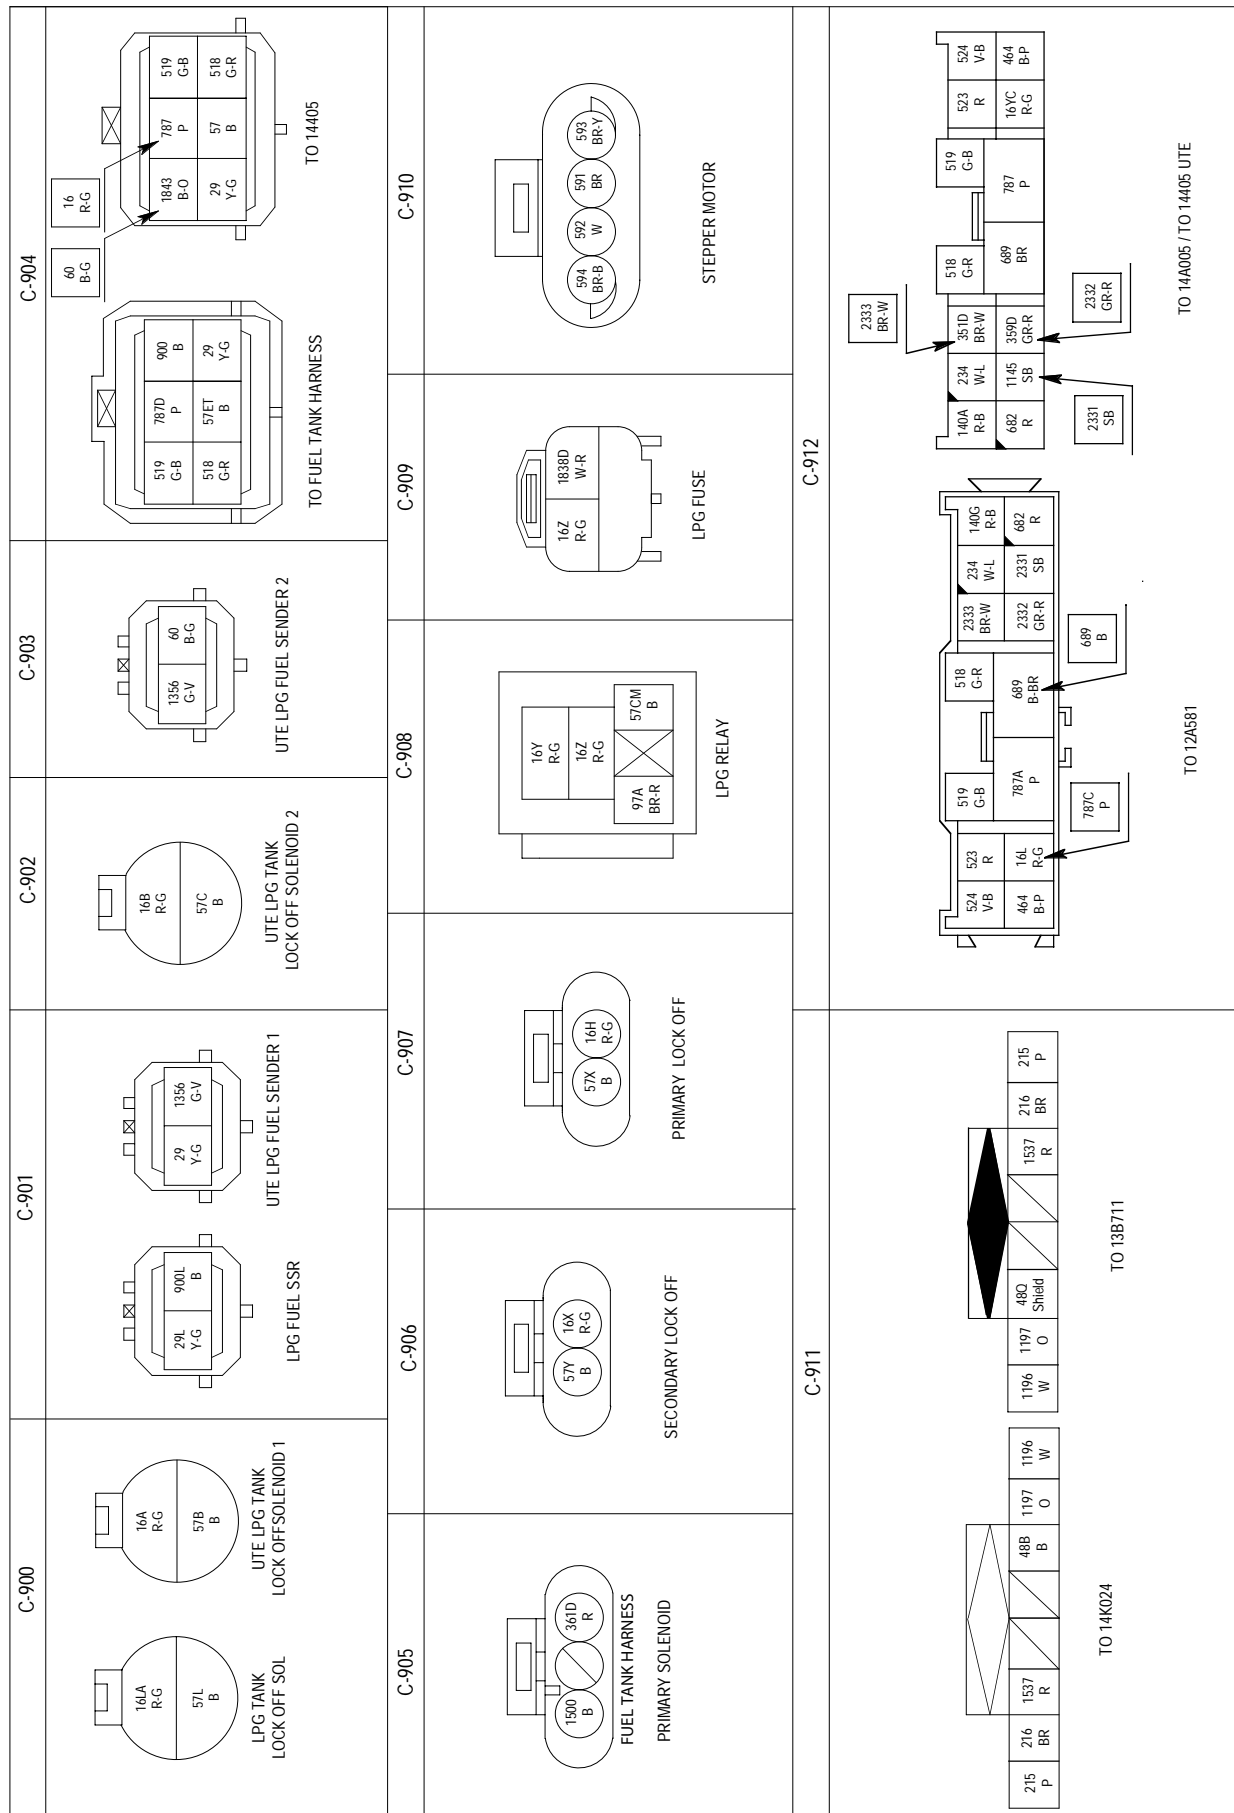 C-900
16LA
R-G
57L
B
LPG TANK
LOCK OFF SOL
16A
R-G
57B
B
UTE LPG TANK
LOCK OFFSOLENOID 1
C-901
29L
Y-G
900L
B
LPG FUEL SSR
29
Y-G
1356
G-V
UTE LPG FUEL SENDER 1
C-902
16B
R-G
57C
B
UTE LPG TANK
LOCK OFF SOLENOID 2
C-903
1356
G-V
60
B-G
UTE LPG FUEL SENDER 2
C-904
519
G-B
787D
P
900
B
518
G-R
57ET
B
29
Y-G
TO FUEL TANK HARNESS
60
B-G
16
R-G
1843
B-O
787
P
519
G-B
29
Y-G
57
B
518
G-R
TO 14405
C-905
1500
B
361D
R
FUEL TANK HARNESS
PRIMARY SOLENOID
C-906
57Y
B
16X
R-G
SECONDARY LOCK OFF
C-907
57X
B
16H
R-G
PRIMARY LOCK OFF
C-908
16Y
R-G
16Z
R-G
97A
BR-R
57CM
B
LPG RELAY
C-909
16Z
R-G
1838D
W-R
LPG FUSE
C-910
594
BR-B
592
W
591
BR
593
BR-Y
STEPPER MOTOR
C-911
215
P
216
BR
1537
R
48B
B
1197
O
1196
W
TO 14K024
1196
W
1197
O
48Q
Shield
1537
R
216
BR
215
P
TO 13B711
C-912
524
V-B
523
R
519
G-B
518
G-R
2333
BR-W
234
W-L
140G
R-B
464
B-P
16L
R-G
787A
P
689
B-BR
2332
GR-R
2331
SB
682
R
787C
P
689
B
TO 12A581
2333
BR-W
140A
R-B
234
W-L
351D
BR-W
518
G-R
519
G-B
523
R
524
V-B
682
R
1145
SB
359D
GR-R
689
BR
787
P
16YC
R-G
464
B-P
2331
SB
2332
GR-R
TO 14A005 / TO 14405 UTE